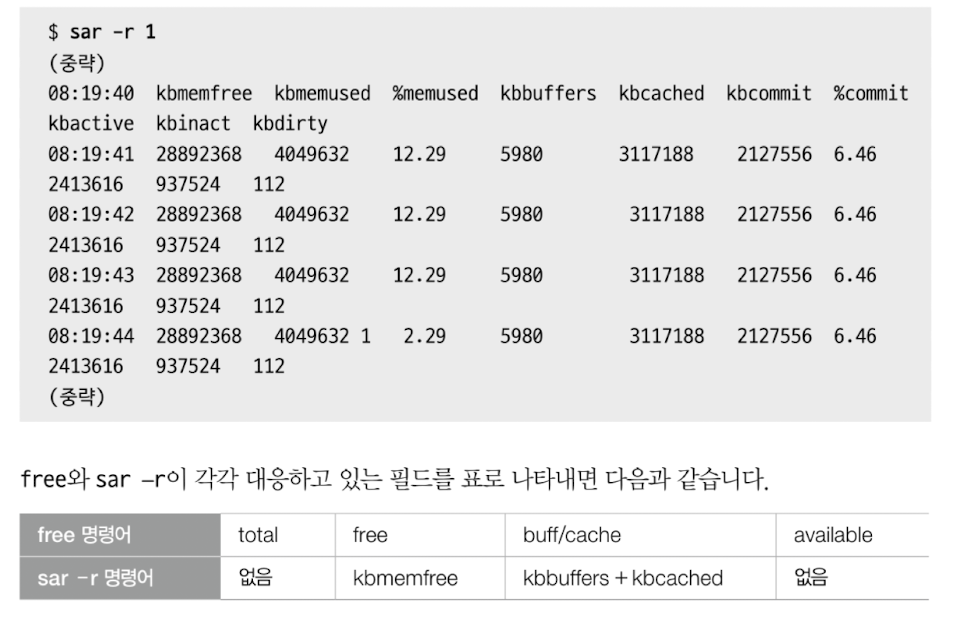 $ sar -r 1
(중략)
08:19:40 kbmemfree kbmemused %memused kbbuffers kbcached kbcommit %commit
kbactive kbinact kbdirty
08:19:41 28892368 4049632 12.29 5980 3117188 2127556 6.46
2413616 937524 112
08:19:42 28892368 4049632 12.29 5980 3117188 2127556 6.46
2413616 937524 112
08:19:43 28892368 4049632 12.29 5980 3117188 2127556 6.46
2413616 937524 112
08:19:44 28892368 4049632 1 2.29 5980 3117188 2127556 6.46
2413616 937524 112
(중략)
free와 sar –r이 각각 대응하고 있는 필드를 표로 나타내면 다음과 같습니다.
free 명령어 total free buff/cache available
sar -r 명령어 없음 kbmemfree kbbuffers + kbcached 없음